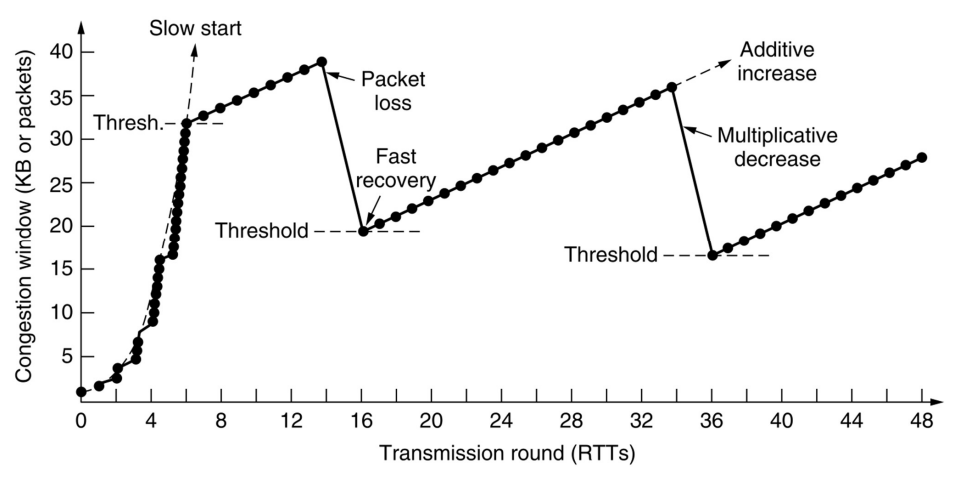 Slow start
40
35
30
25
20
15
10
5
Congestion window (KB or packets)
Thresh.
Packet
loss
Fast
recovery
Threshold
Additive
increase
Multiplicative
decrease
Threshold
0 4 8 12 16 20 24 28 32 36 40 44 48
Transmission round (RTTs)